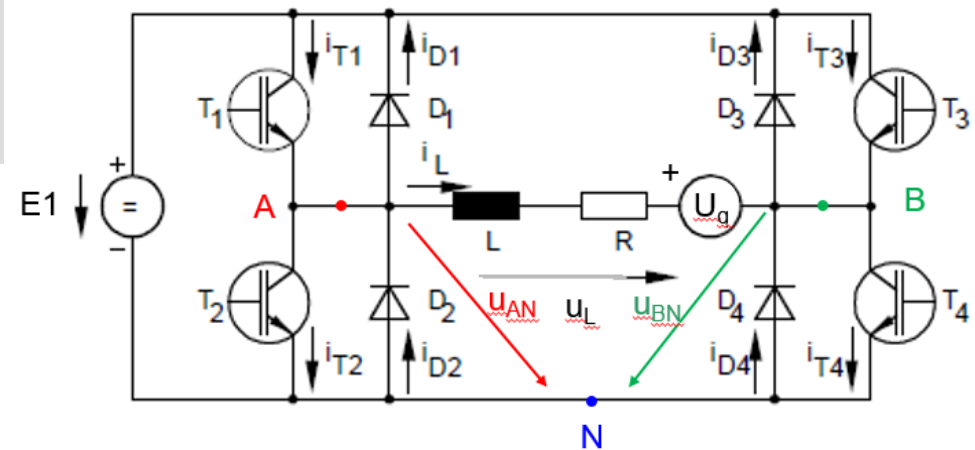 iT1 iD1 iD3 iT3
T1 D1 D3 T3
+ iL +
E1 = A Ug B
− L R
T2 D2 uAN uL uBN D4 T4
iT2 iD2 iD4 iT4
N